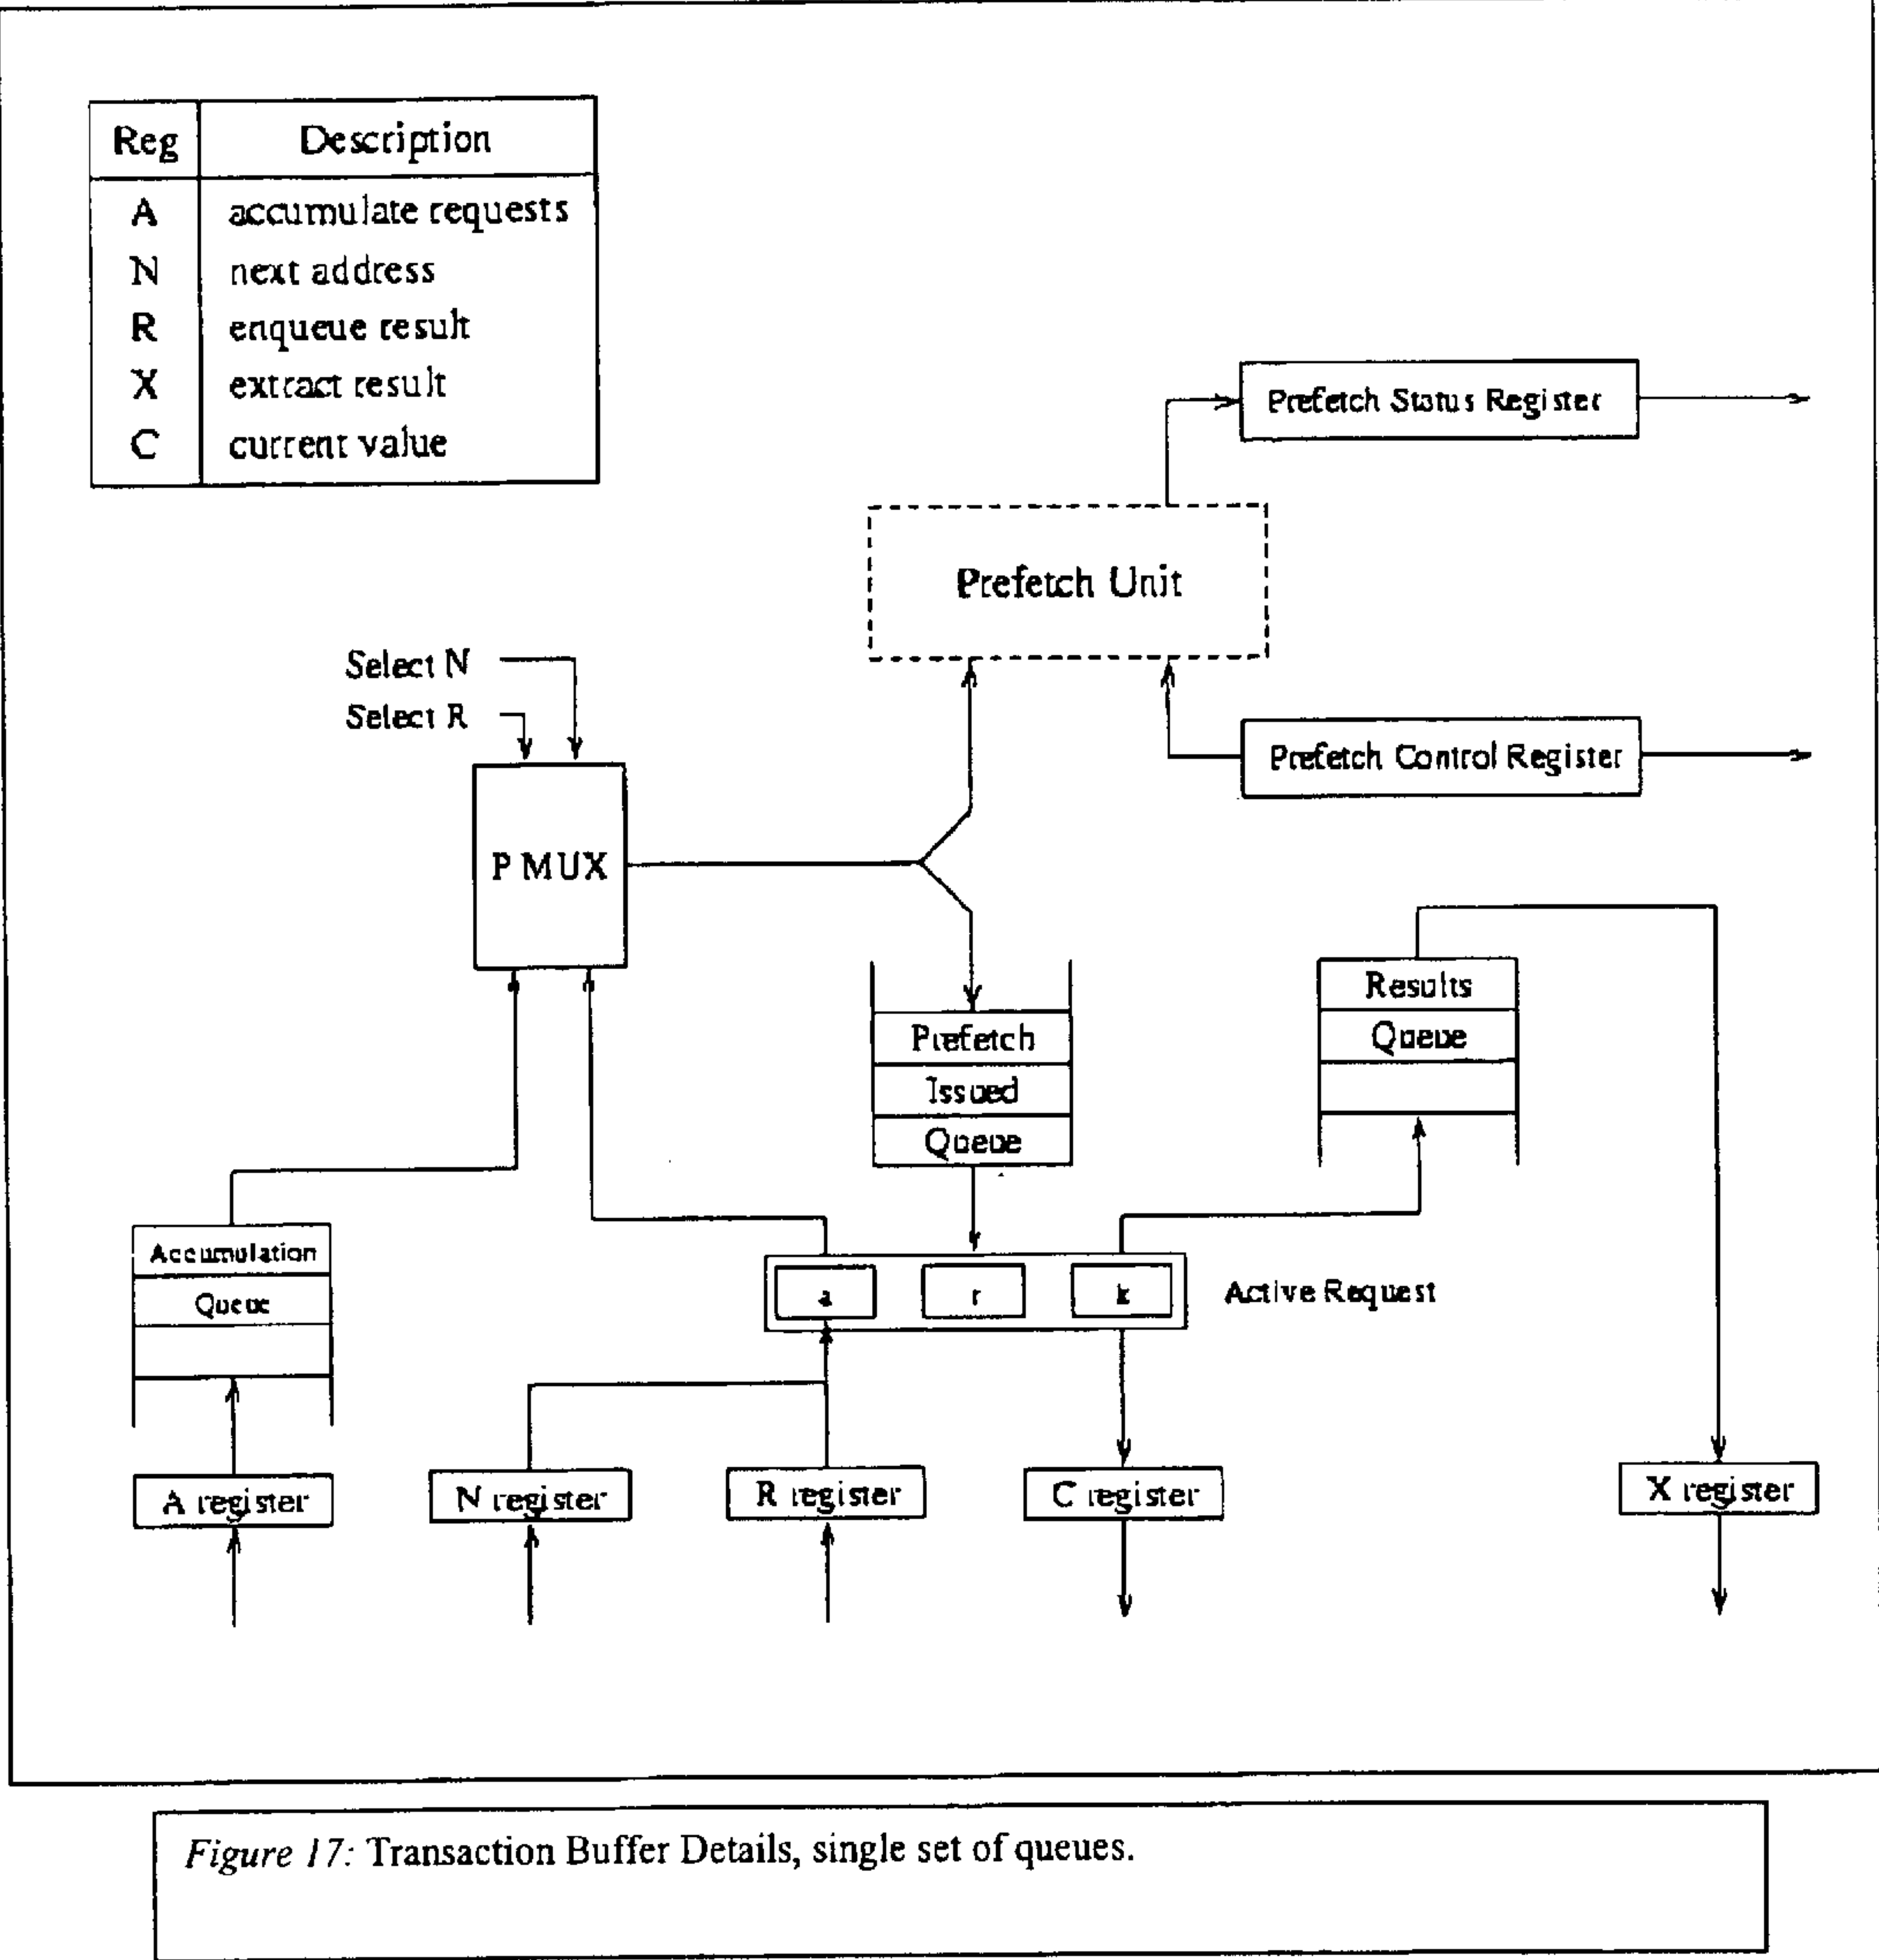 Reg Description
A accumulate requests
N next address
R enqueue result
X extract result
C current value
Prefetch Status Register
Prefetch Unit
Select N
Select R
Prefetch Control Register
P MUX
Results
Queue
Prefetch
Issued
Queue
Accumulation
Queue
a r k Active Request
A register N register R register C register X register
Figure 17: Transaction Buffer Details, single set of queues.